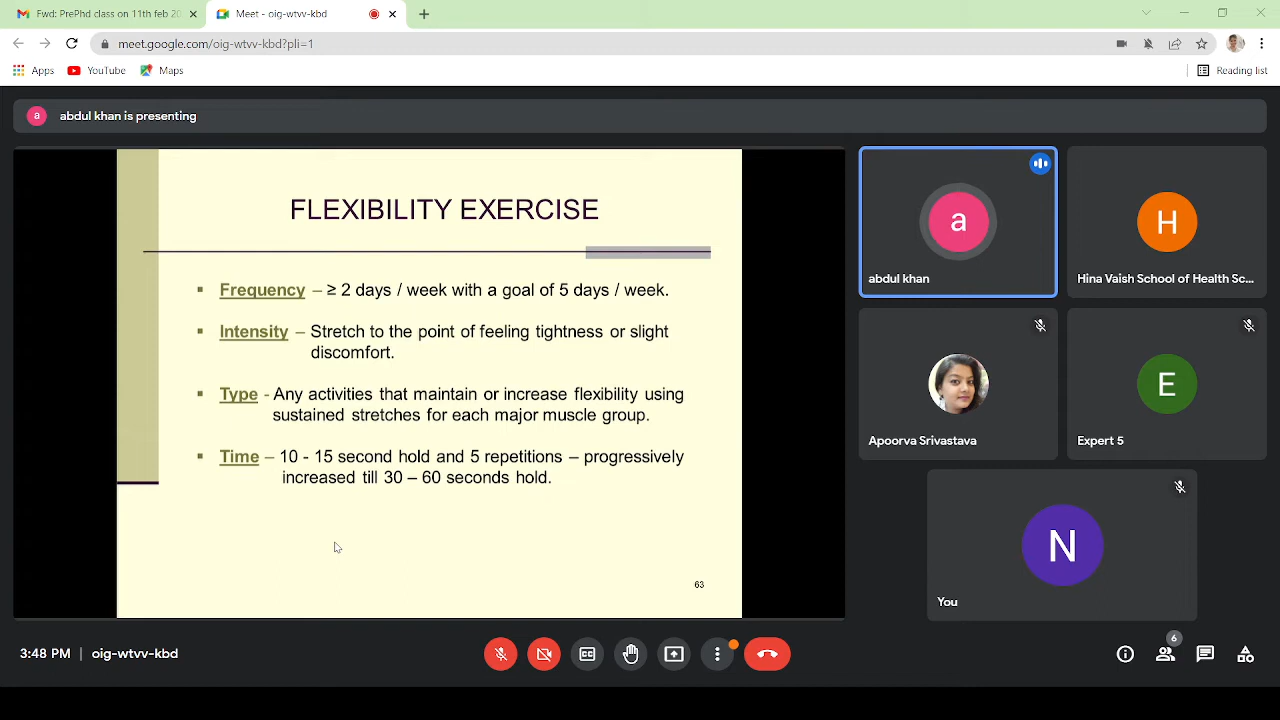 Fwd: PrePhd class on 11th feb 20
Meet - oig-wtvv-kbd
meet.google.com/oig-wtvv-kbd?pli=1
Apps
YouTube
Maps
Reading list
a
abdul khan is presenting
FLEXIBILITY EXERCISE
▪ Frequency – ≥ 2 days / week with a goal of 5 days / week.
▪ Intensity – Stretch to the point of feeling tightness or slight
discomfort.
▪ Type - Any activities that maintain or increase flexibility using
sustained stretches for each major muscle group.
▪ Time – 10 - 15 second hold and 5 repetitions – progressively
increased till 30 – 60 seconds hold.
63
a
abdul khan
H
Hina Vaish School of Health Sc...
Apoorva Srivastava
E
Expert 5
N
You
3:48 PM | oig-wtvv-kbd
CC
6